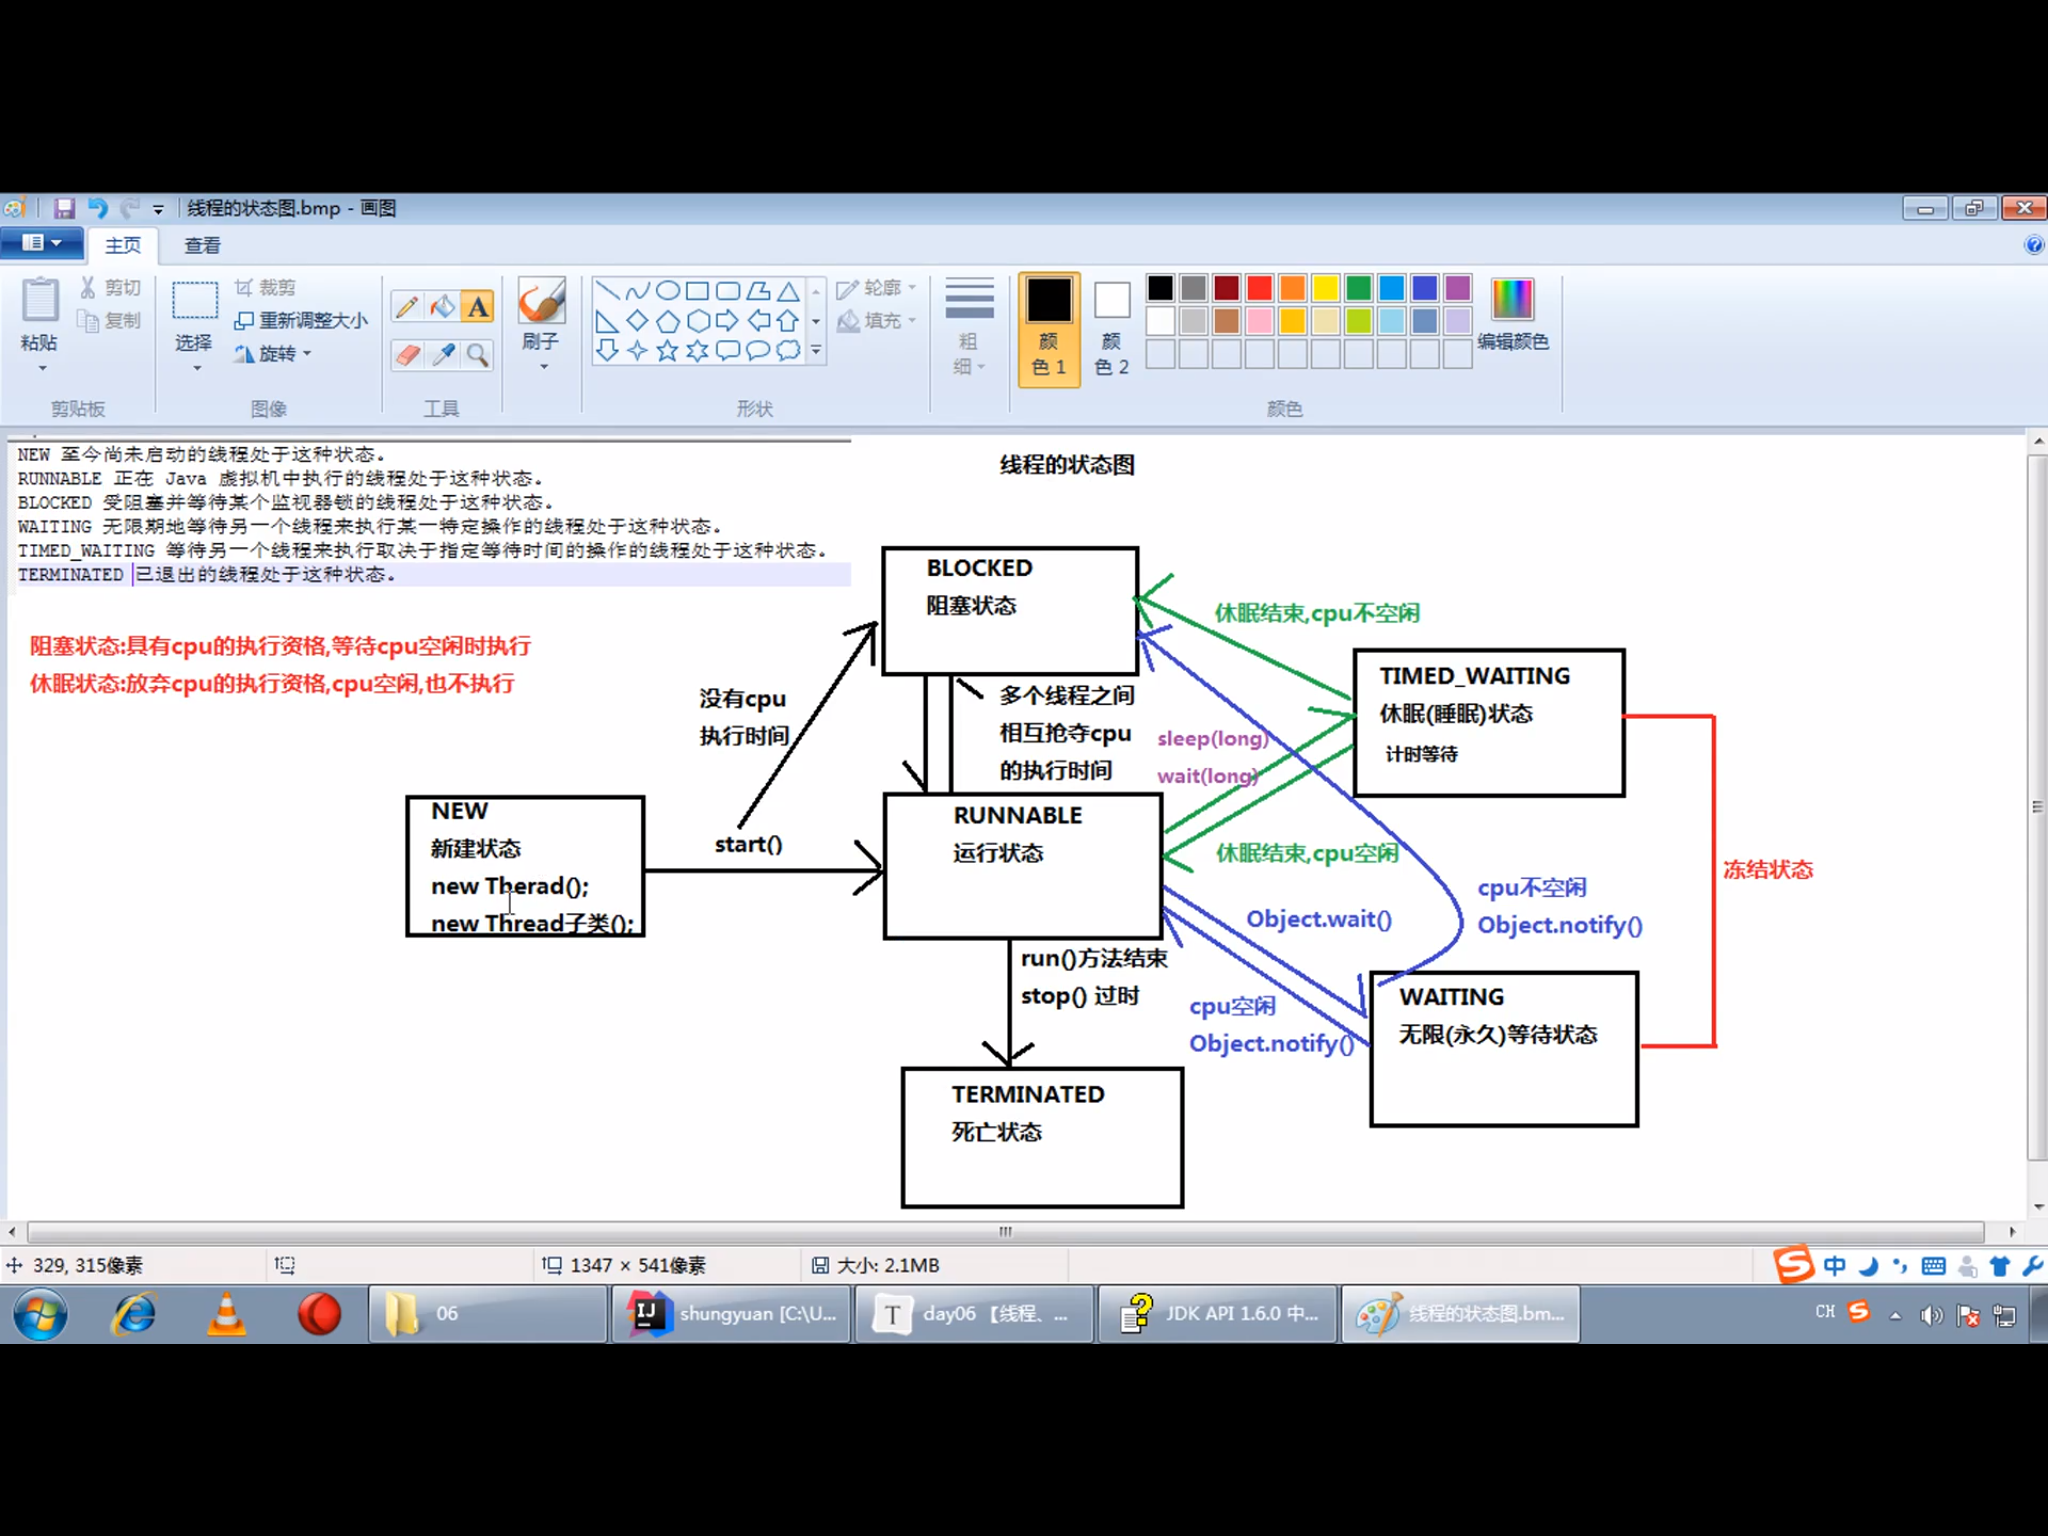 线程的状态图.bmp - 画图
主页
查看
粘贴
剪切
复制
剪贴板
选择
裁剪
重新调整大小
旋转
图像
A
工具
刷子
轮廓
填充
形状
粗
细
颜
色 1
颜
色 2
编辑颜色
颜色
NEW 至今尚未启动的线程处于这种状态。
RUNNABLE 正在 Java 虚拟机中执行的线程处于这种状态。
BLOCKED 受阻塞并等待某个监视器锁的线程处于这种状态。
WAITING 无限期地等待另一个线程来执行某一特定操作的线程处于这种状态。
TIMED_WAITING 等待另一个线程来执行取决于指定等待时间的操作的线程处于这种状态。
TERMINATED 已退出的线程处于这种状态。
阻塞状态:具有cpu的执行资格,等待cpu空闲时执行
休眠状态:放弃cpu的执行资格,cpu空闲,也不执行
线程的状态图
BLOCKED
阻塞状态
休眠结束,cpu不空闲
没有cpu
执行时间
多个线程之间
相互抢夺cpu
的执行时间
sleep(long)
wait(long)
TIMED_WAITING
休眠(睡眠)状态
计时等待
NEW
新建状态
new Therad();
new Thread子类();
start()
RUNNABLE
运行状态
休眠结束,cpu空闲
冻结状态
Object.wait()
cpu不空闲
Object.notify()
run()方法结束
stop() 过时
cpu空闲
Object.notify()
WAITING
无限(永久)等待状态
TERMINATED
死亡状态
329, 315像素
1347 × 541像素
大小: 2.1MB
S 中
06
IJ shungyuan [C:\U...
T day06 【线程、...
JDK API 1.6.0 中...
线程的状态图.bm...
CH S